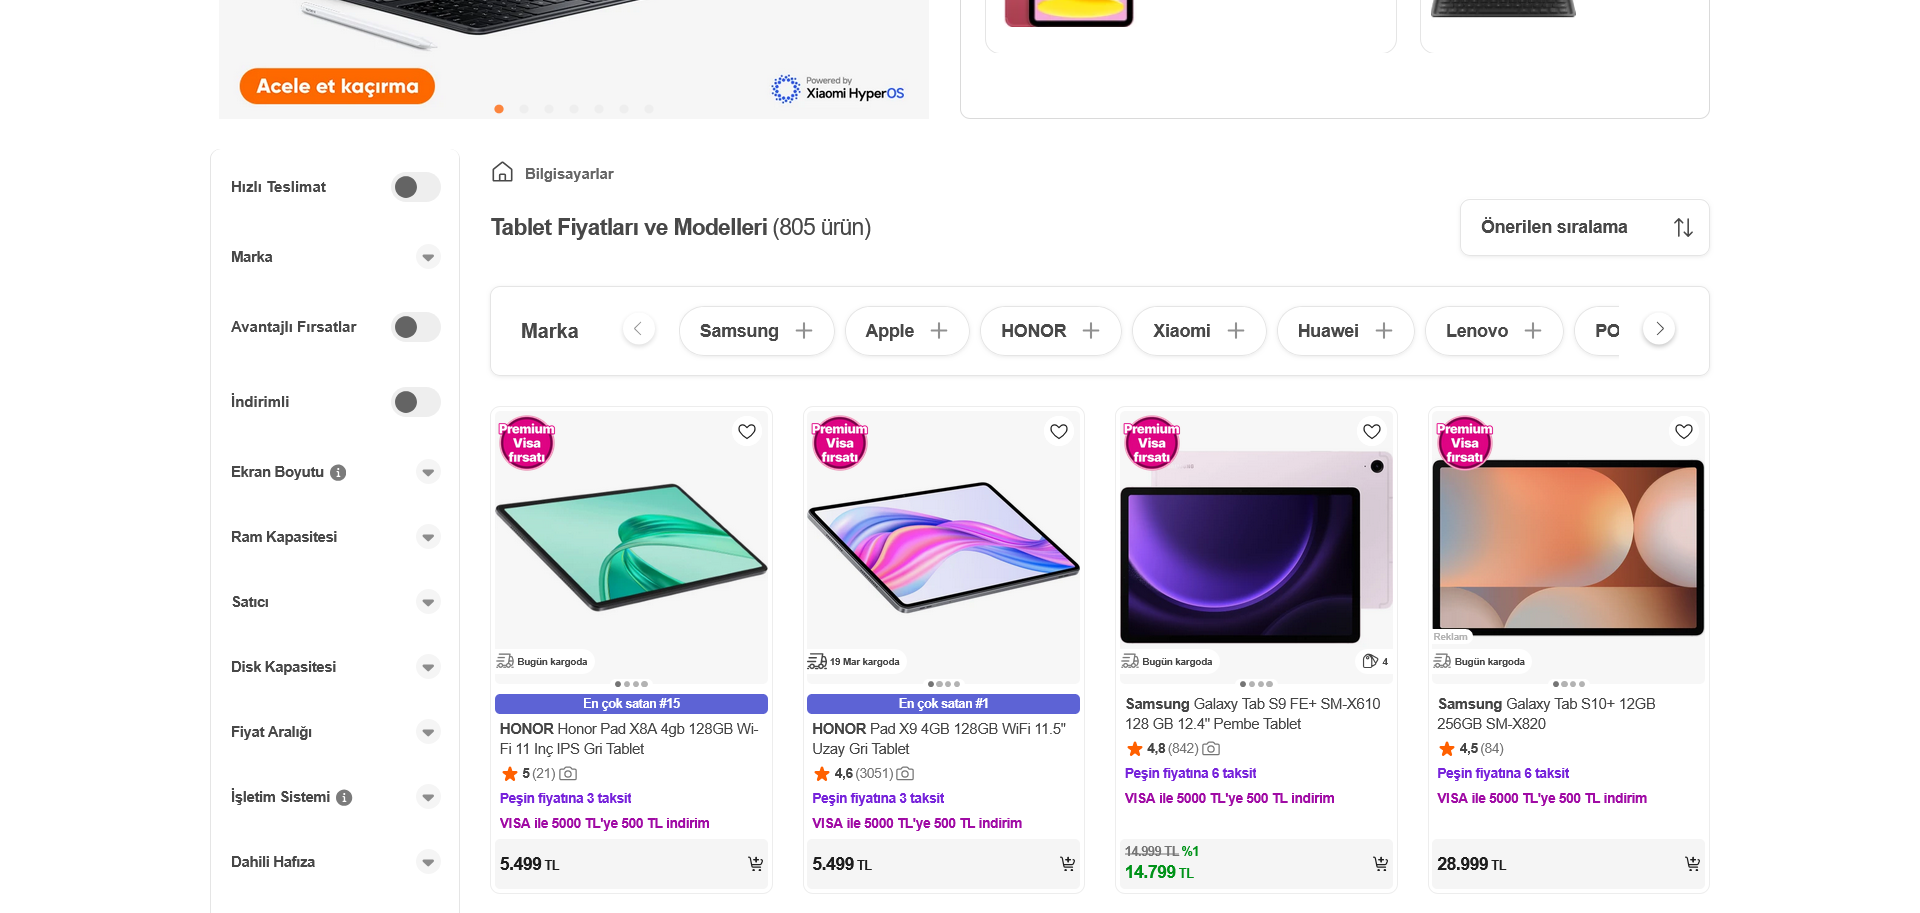 Acele et kaçırma
Powered by
Xiaomi HyperOS
Hızlı Teslimat
Marka
Avantajlı Fırsatlar
İndirimli
Ekran Boyutu
Ram Kapasitesi
Satıcı
Disk Kapasitesi
Fiyat Aralığı
İşletim Sistemi
Dahili Hafıza
Bilgisayarlar
Tablet Fiyatları ve Modelleri (805 ürün)
Önerilen sıralama
Marka
Samsung
Apple
HONOR
Xiaomi
Huawei
Lenovo
PO
Premium
Visa
fırsatı
Bugün kargoda
En çok satan #15
HONOR Honor Pad X8A 4gb 128GB Wi-
Fi 11 Inç IPS Gri Tablet
5 (21)
Peşin fiyatına 3 taksit
VISA ile 5000 TL'ye 500 TL indirim
5.499 TL
Premium
Visa
fırsatı
19 Mar kargoda
En çok satan #1
HONOR Pad X9 4GB 128GB WiFi 11.5"
Uzay Gri Tablet
4,6 (3051)
Peşin fiyatına 3 taksit
VISA ile 5000 TL'ye 500 TL indirim
5.499 TL
Premium
Visa
fırsatı
Bugün kargoda
4
Samsung Galaxy Tab S9 FE+ SM-X610
128 GB 12.4" Pembe Tablet
4,8 (842)
Peşin fiyatına 6 taksit
VISA ile 5000 TL'ye 500 TL indirim
14.999 TL %1
14.799 TL
Premium
Visa
fırsatı
Reklam
Bugün kargoda
Samsung Galaxy Tab S10+ 12GB
256GB SM-X820
4,5 (84)
Peşin fiyatına 6 taksit
VISA ile 5000 TL'ye 500 TL indirim
28.999 TL